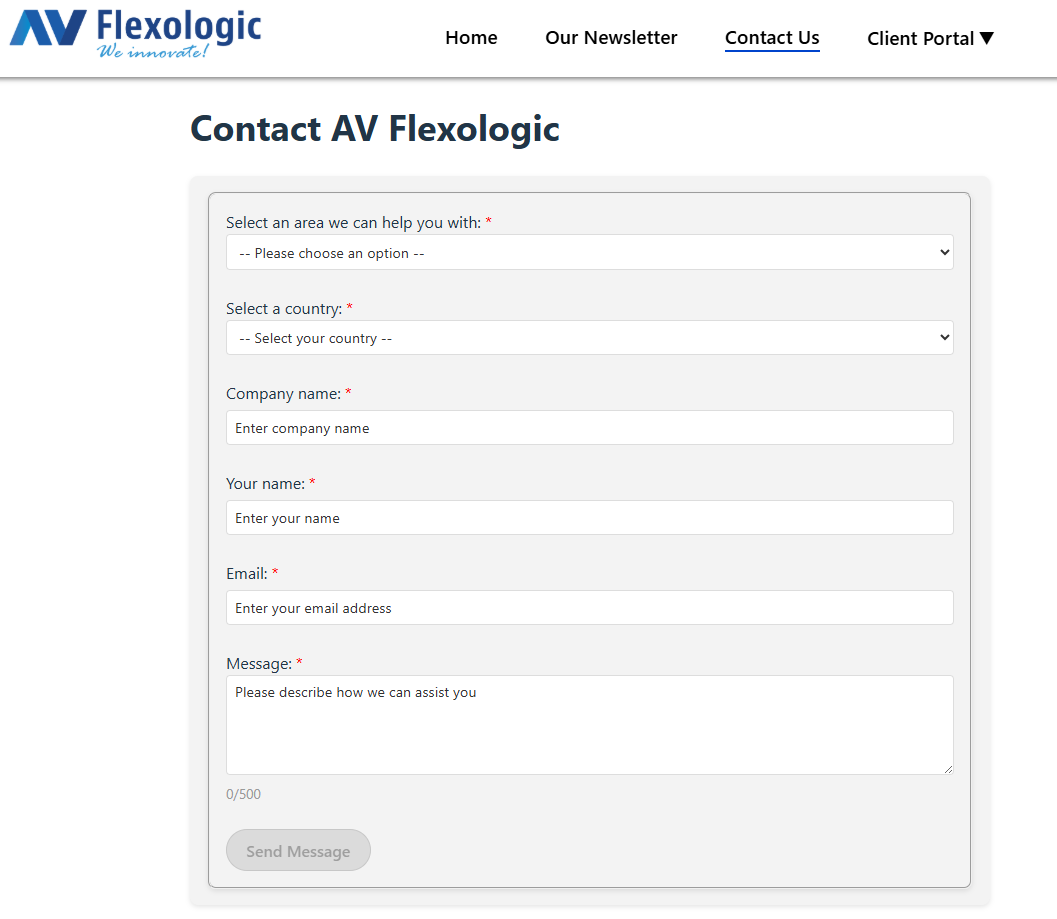 AV Flexologic
We innovate!
Home Our Newsletter Contact Us Client Portal ▼
Contact AV Flexologic
Select an area we can help you with: *
-- Please choose an option --
Select a country: *
-- Select your country --
Company name: *
Enter company name
Your name: *
Enter your name
Email: *
Enter your email address
Message: *
Please describe how we can assist you
0/500
Send Message